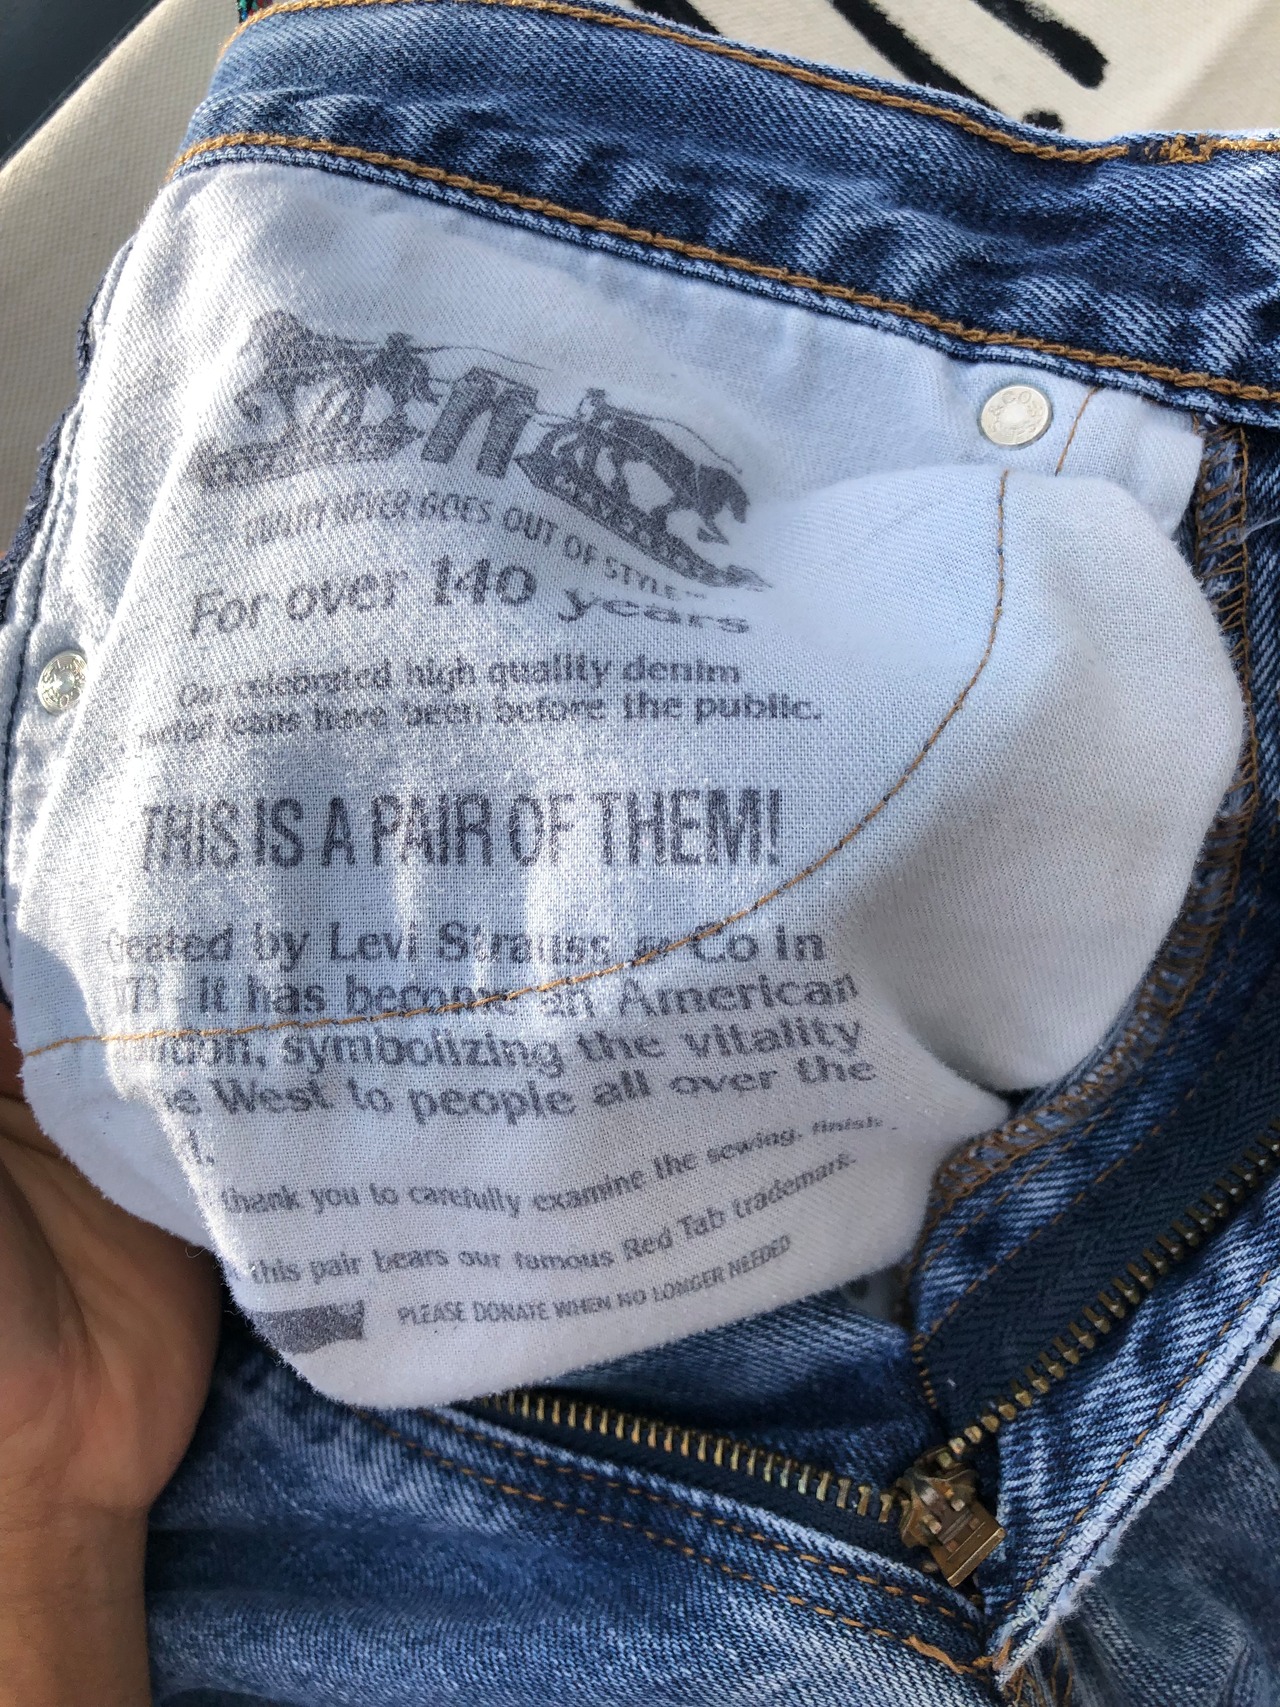 QUALITY NEVER GOES OUT OF STYLE™
For over 140 years
Our celebrated high quality denim
jeans have been before the public.
THIS IS A PAIR OF THEM!
Created by Levi Strauss & Co in
It has become an American
symbolizing the vitality
West to people all over the
thank you to carefully examine the sewing, finish,
this pair bears our famous Red Tab trademark.
PLEASE DONATE WHEN NO LONGER NEEDED